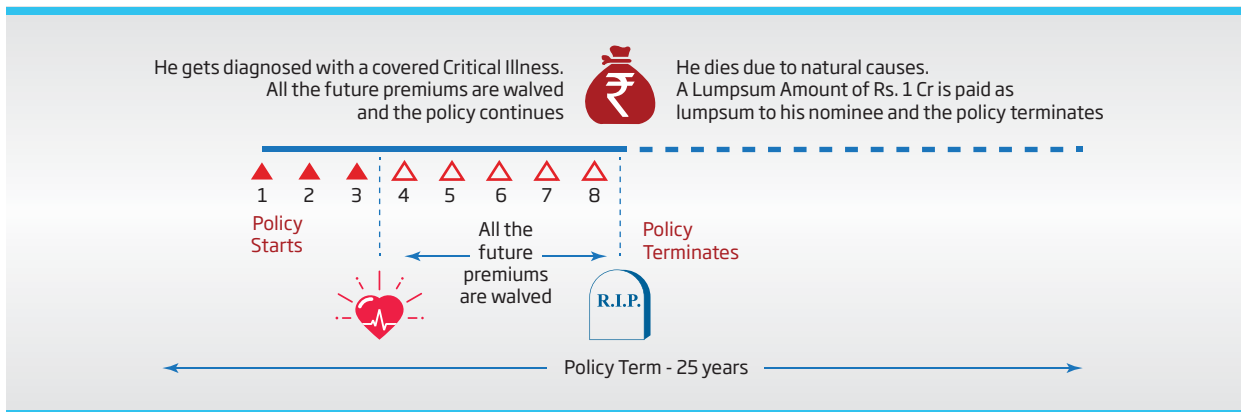 He gets diagnosed with a covered Critical Illness.
All the future premiums are walved
and the policy continues
₹
He dies due to natural causes.
A Lumpsum Amount of Rs. 1 Cr is paid as
lumpsum to his nominee and the policy terminates
1 2 3 4 5 6 7 8
Policy
Starts
All the
future
premiums
are walved
Policy
Terminates
R.I.P.
Policy Term - 25 years